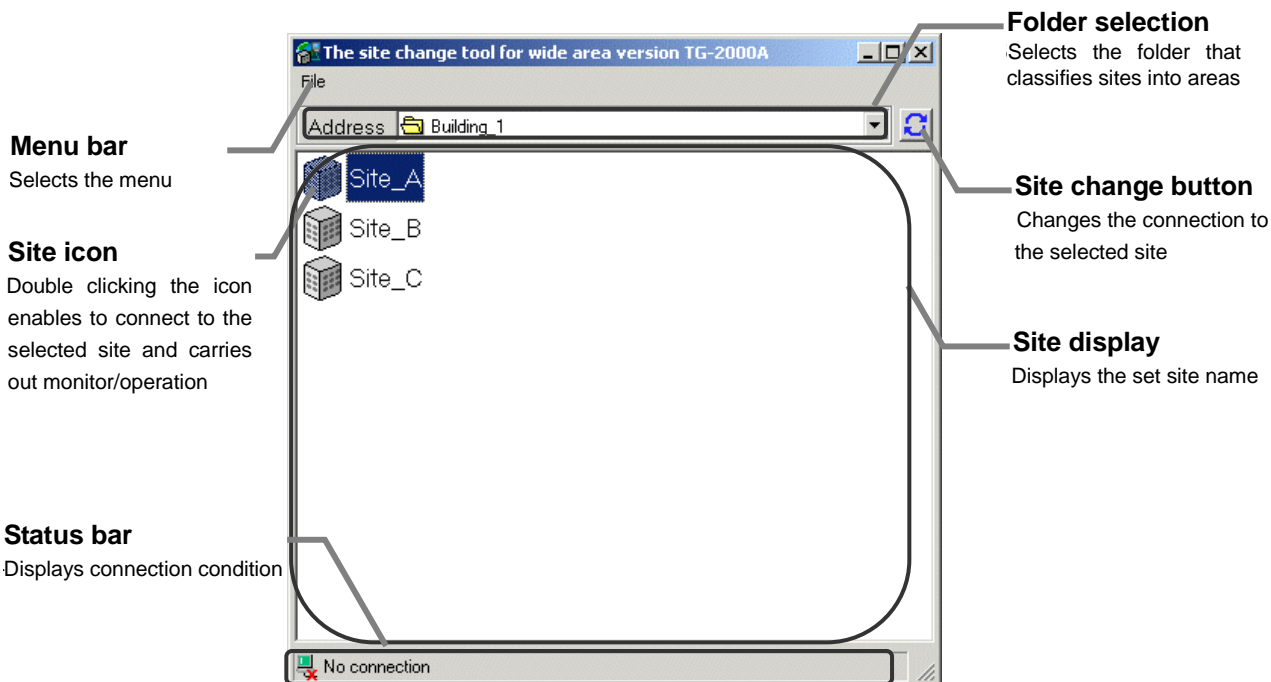 Folder selection
Selects the folder that
classifies sites into areas
The site change tool for wide area version TG-2000A
File
Address Building_1
Menu bar
Selects the menu
Site_A
Site_B
Site_C
Site change button
Changes the connection to
the selected site
Site icon
Double clicking the icon
enables to connect to the
selected site and carries
out monitor/operation
Site display
Displays the set site name
Status bar
Displays connection condition
No connection